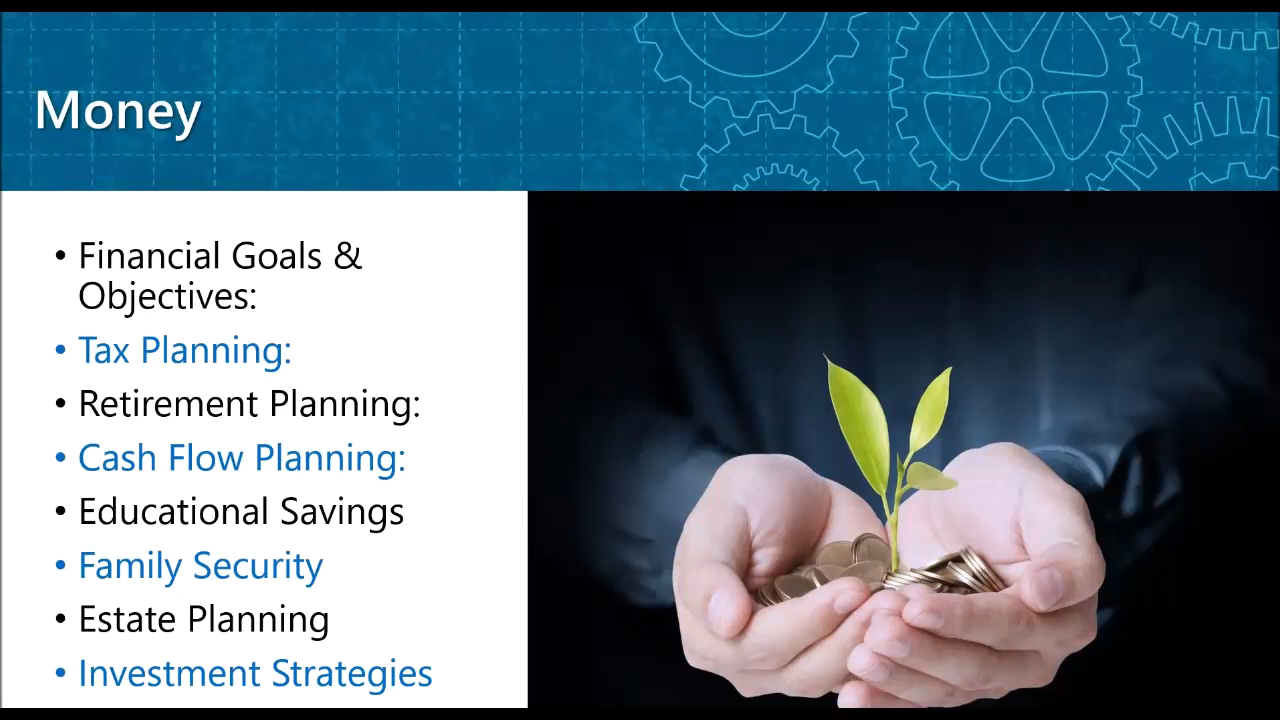 Money
• Financial Goals &
Objectives:
• Tax Planning:
• Retirement Planning:
• Cash Flow Planning:
• Educational Savings
• Family Security
• Estate Planning
• Investment Strategies